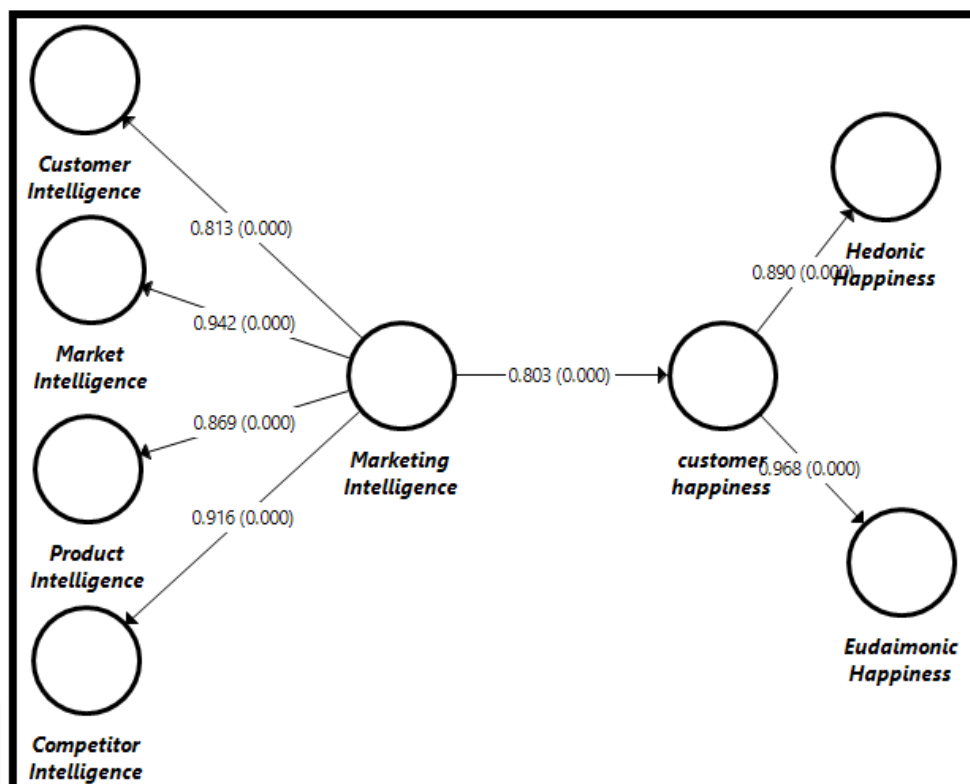 Customer
Intelligence
0.813 (0.000)
Market
Intelligence
0.942 (0.000)
Product
Intelligence
0.869 (0.000)
Competitor
Intelligence
0.916 (0.000)
Marketing
Intelligence
0.803 (0.000)
customer
happiness
0.890 (0.000)
Hedonic
Happiness
0.968 (0.000)
Eudaimonic
Happiness